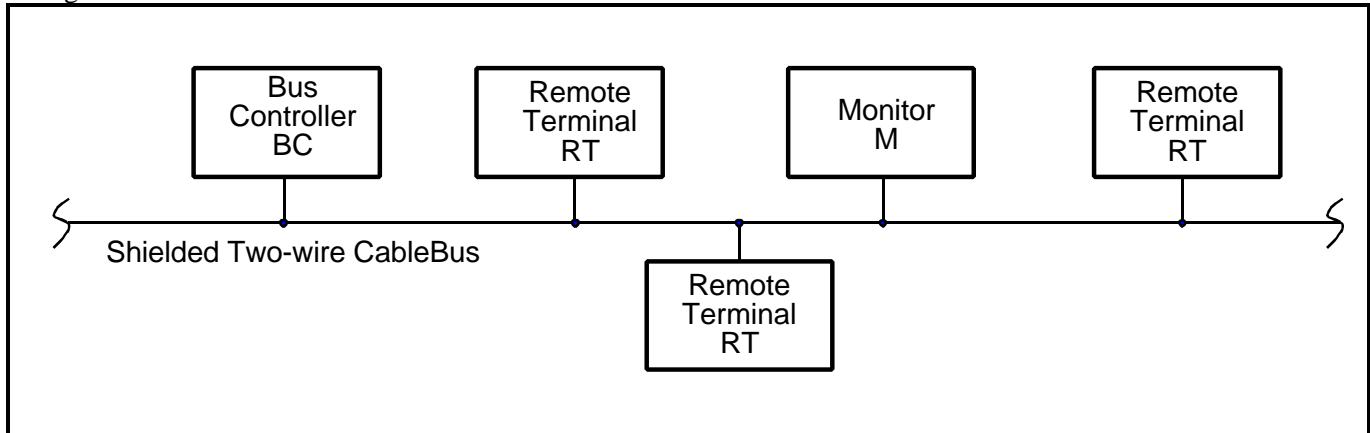 Bus
Controller
BC
Remote
Terminal
RT
Monitor
M
Remote
Terminal
RT
Shielded Two-wire CableBus
Remote
Terminal
RT